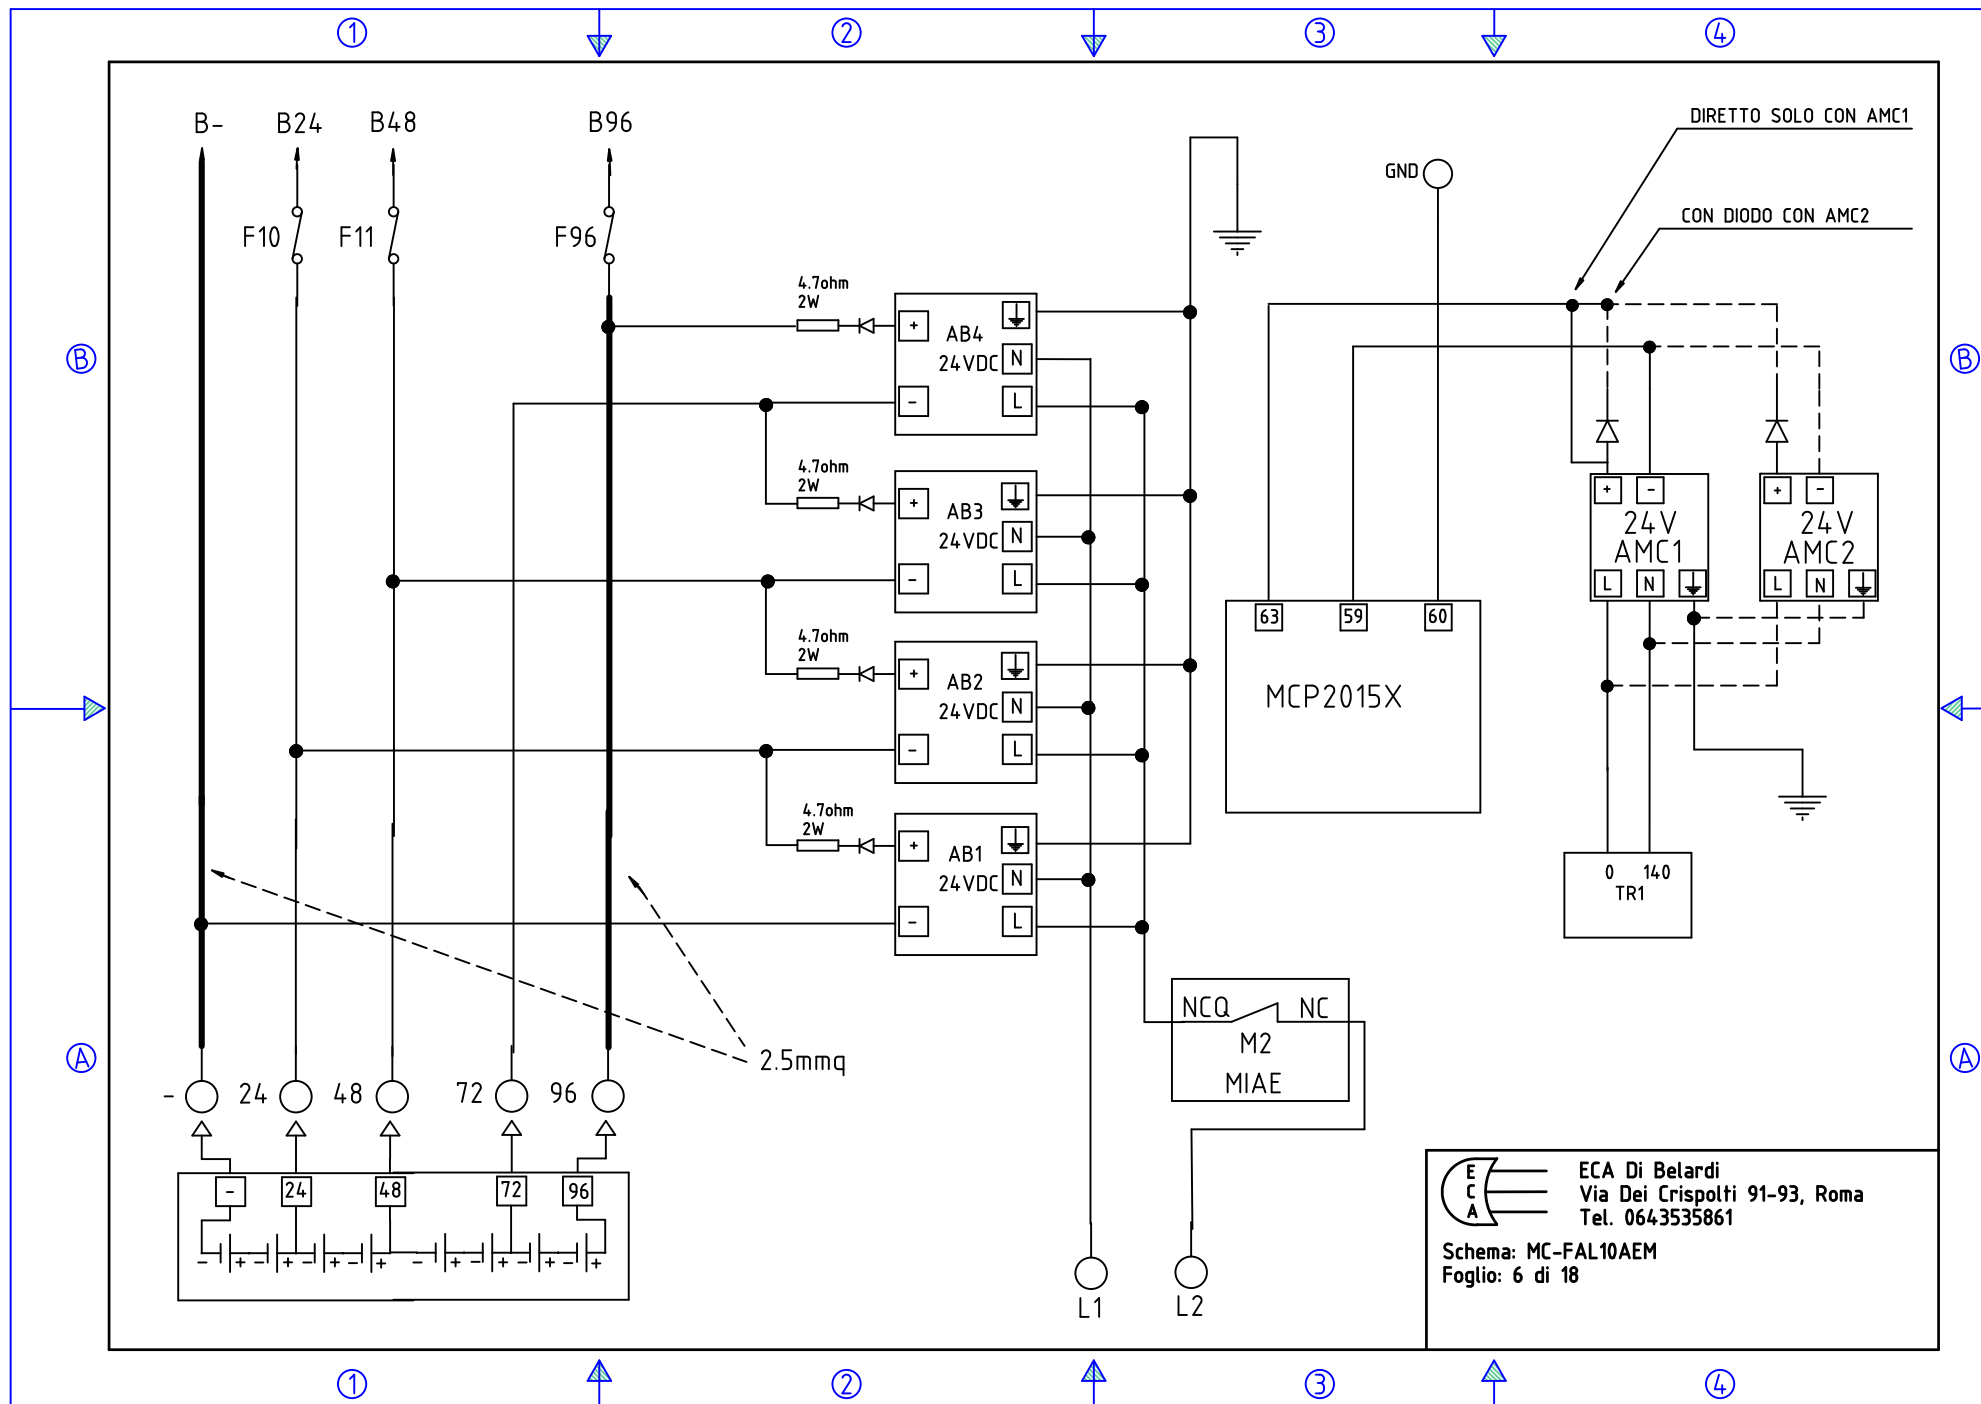 1 2 3 4
DIRETTO SOLO CON AMC1
B- B24 B48 B96
GND
CON DIODO CON AMC2
F10 F11 F96
4.7ohm
2W
+ AB4
24VDC N
- L
B B
4.7ohm
2W
+ AB3
24VDC N
- L
+ - + -
24V 24V
AMC1 AMC2
L N L N
63 59 60
MCP2015X
4.7ohm
2W
+ AB2
24VDC N
- L
4.7ohm
2W
+ AB1
24VDC N
- L
0 140
TR1
NCQ NC
M2
MIAE
2.5mmq
A A
- 24 48 72 96
- 24 48 72 96
- + - + - + - + - + - + - + - +
L1 L2
E
C
A
ECA Di Belardi
Via Dei Crispolti 91-93, Roma
Tel. 0643535861
Schema: MC-FAL10AEM
Foglio: 6 di 18
1 2 3 4